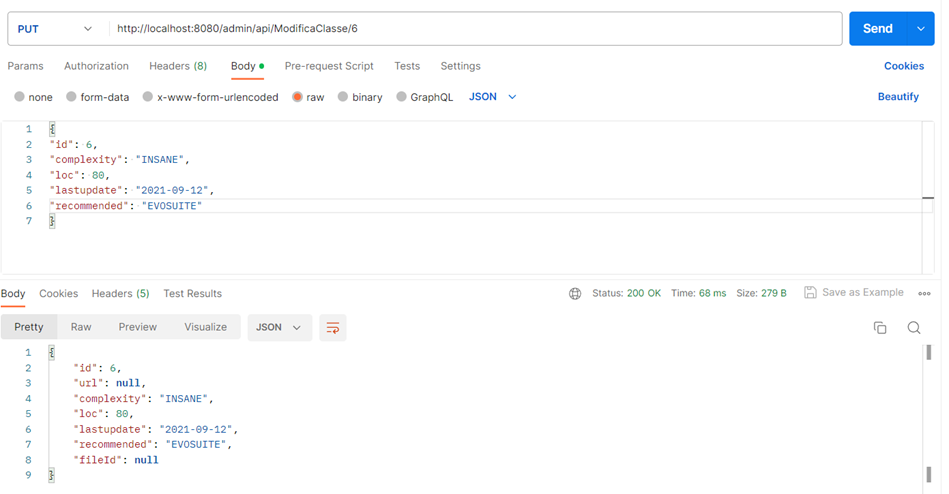 PUT http://localhost:8080/admin/api/ModificaClasse/6 Send
Params Authorization Headers (8) Body Pre-request Script Tests Settings Cookies
none form-data x-www-form-urlencoded raw binary GraphQL JSON Beautify
1 {
2 "id": 6,
3 "complexity": "INSANE",
4 "loc": 80,
5 "lastupdate": "2021-09-12",
6 "recommended": "EVOSUITE"
7 }
Body Cookies Headers (5) Test Results Status: 200 OK Time: 68 ms Size: 279 B Save as Example
Pretty Raw Preview Visualize JSON
1 {
2 "id": 6,
3 "url": null,
4 "complexity": "INSANE",
5 "loc": 80,
6 "lastupdate": "2021-09-12",
7 "recommended": "EVOSUITE",
8 "fileId": null
9 }